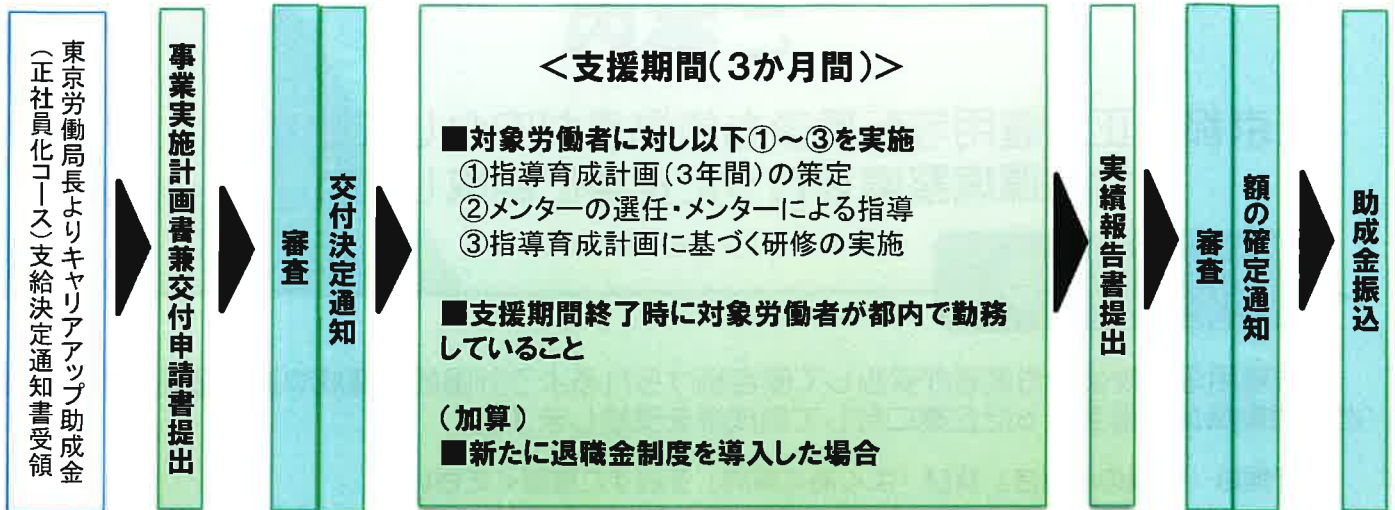 東京労働局長よりキャリアアップ助成金
（正社員化コース）支給決定通知書受領
事業実施計画書兼交付申請書提出
交付決定通知
審査
＜支援期間（３か月間）＞
■対象労働者に対し以下①～③を実施
①指導育成計画（３年間）の策定
②メンターの選任・メンターによる指導
③指導育成計画に基づく研修の実施
■支援期間終了時に対象労働者が都内で勤務
していること
（加算）
■新たに退職金制度を導入した場合
実績報告書提出
額の確定通知
審査
助成金振込